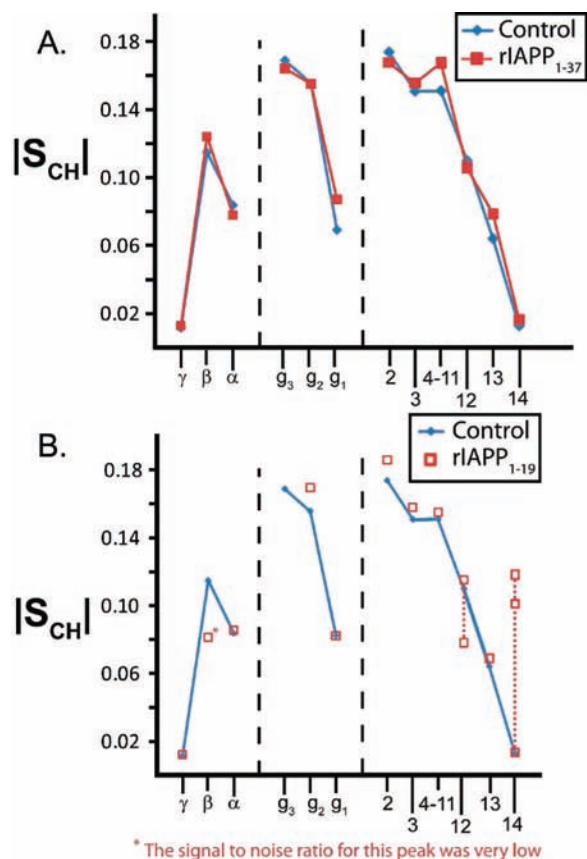 A.
Control
rIAPP1-37
0.18
0.14
|SCH|
0.10
0.06
0.02
γ β α g3 g2 g1 2 3 4-11 12 13 14
B.
Control
rIAPP1-19
0.18
0.14
|SCH|
0.10
0.06
0.02
γ β α g3 g2 g1 2 3 4-11 12 13 14
*
* The signal to noise ratio for this peak was very low